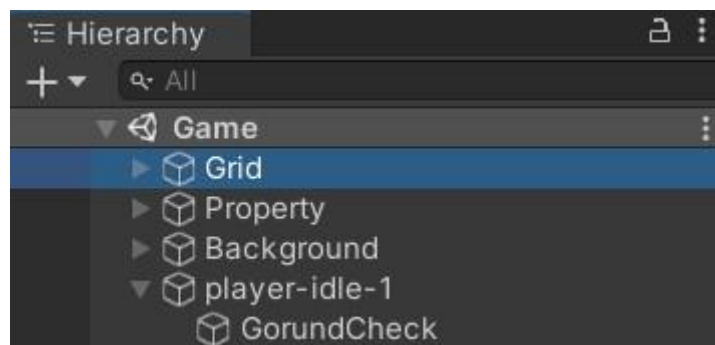 Hierarchy
All
Game
Grid
Property
Background
player-idle-1
GorundCheck